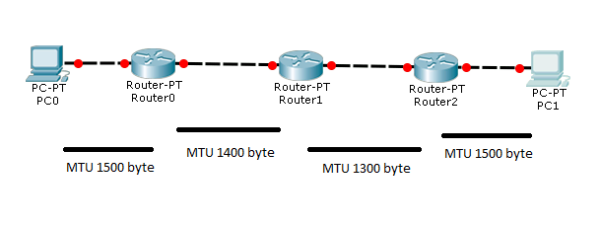 PC-PT
PC0
Router-PT
Router0
Router-PT
Router1
Router-PT
Router2
PC-PT
PC1
MTU 1500 byte
MTU 1400 byte
MTU 1300 byte
MTU 1500 byte